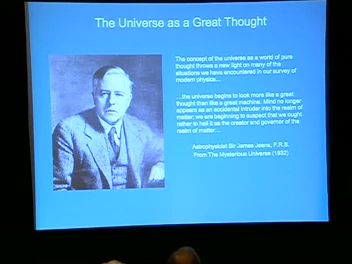 The Universe as a Great Thought
The concept of the universe as a world of pure
thought throws a new light on many of the
situations we have encountered in our survey of
modern physics...
...the universe begins to look more like a great
thought than like a great machine. Mind no longer
appears as an accidental intruder into the realm of
matter; we are beginning to suspect that we ought
rather to hail it as the creator and governor of the
realm of matter...
Astrophysicist Sir James Jeans, F.R.S.
From The Mysterious Universe (1932)